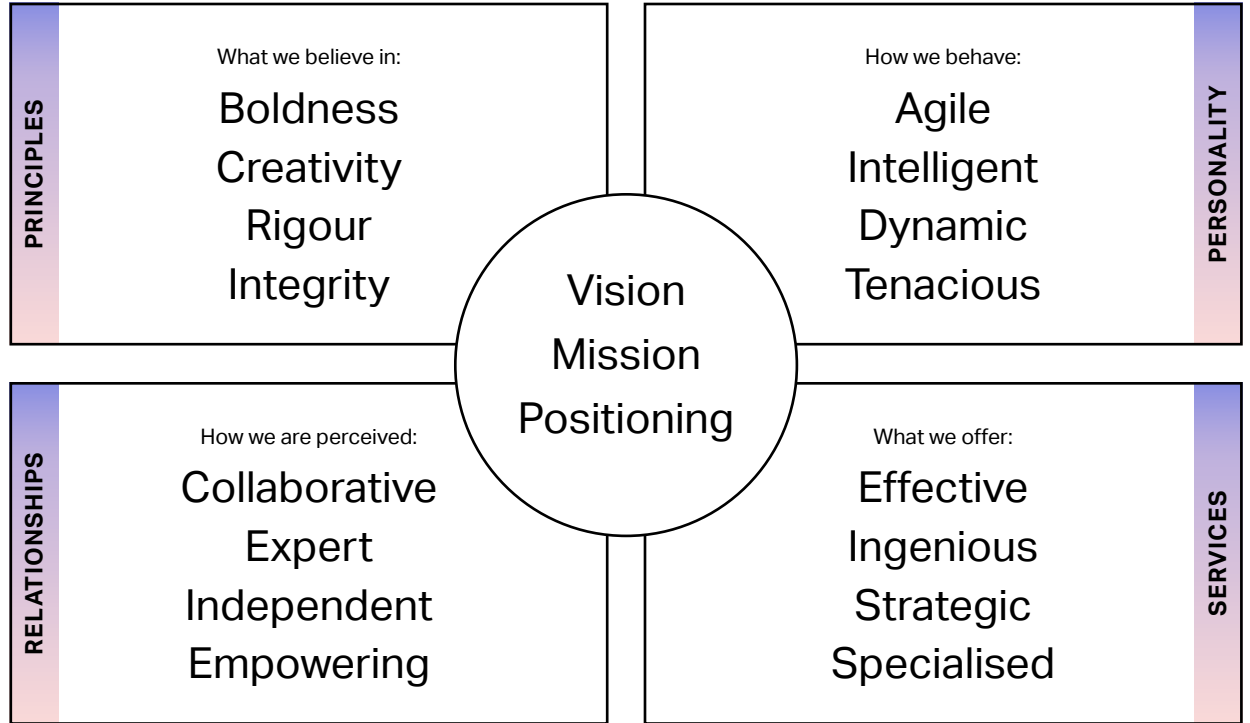 PRINCIPLES
What we believe in:
Boldness
Creativity
Rigour
Integrity
How we behave:
Agile
Intelligent
Dynamic
Tenacious
PERSONALITY
Vision
Mission
Positioning
RELATIONSHIPS
How we are perceived:
Collaborative
Expert
Independent
Empowering
What we offer:
Effective
Ingenious
Strategic
Specialised
SERVICES